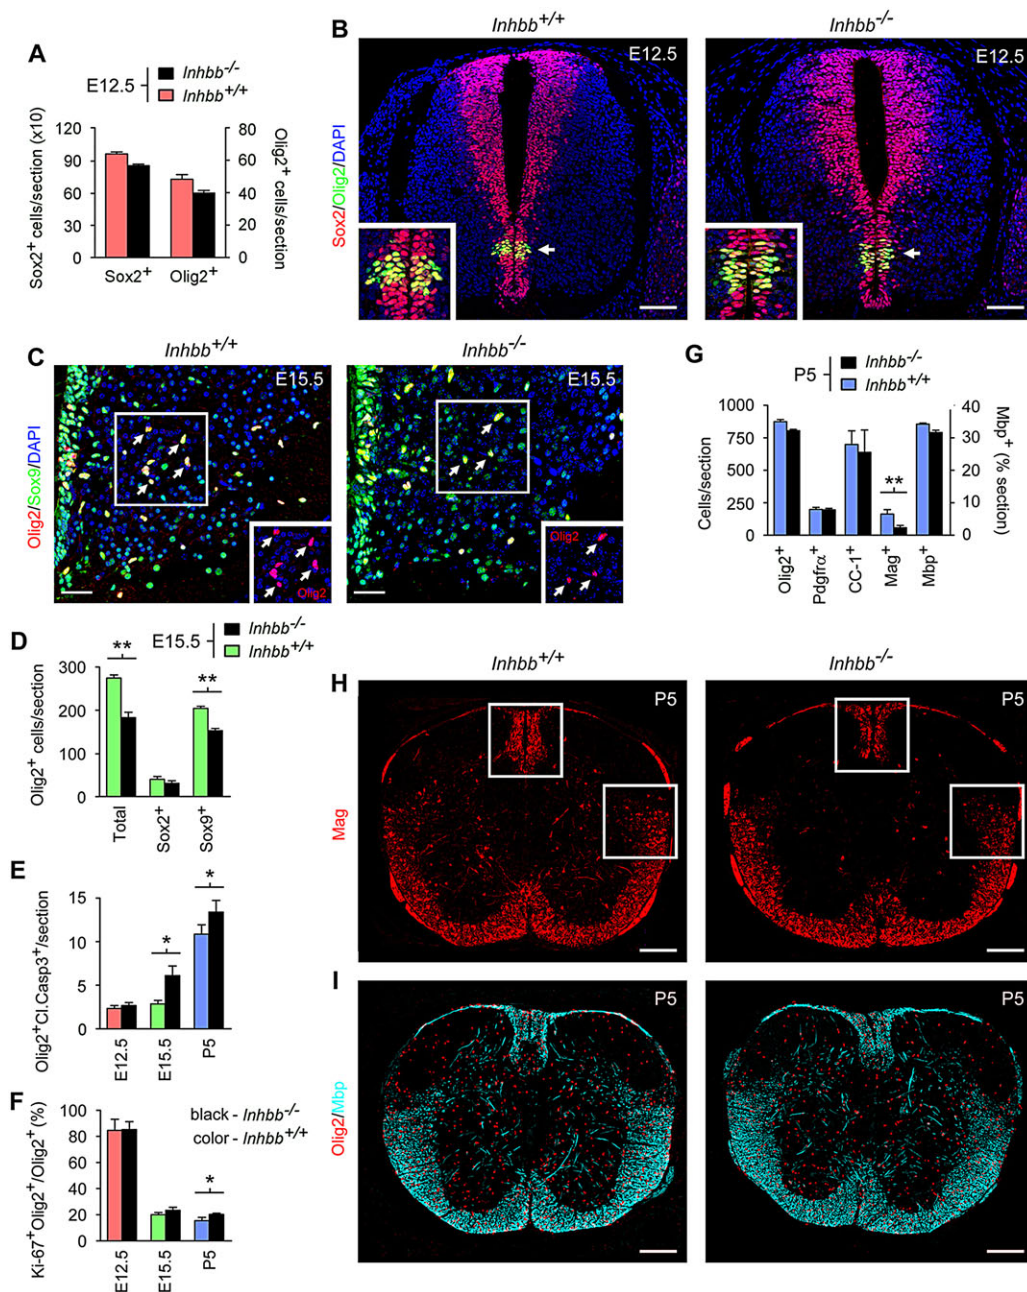 A
E12.5
Inhbb-/-
Inhbb+/+
Sox2+ cells/section (x10)
120
90
60
30
0
80
60
40
20
0
Olig2+ cells/section
Sox2+
Olig2+
B
Inhbb+/+
Inhbb-/-
Sox2/Olig2/DAPI
E12.5
E12.5
C
Inhbb+/+
Inhbb-/-
Olig2/Sox9/DAPI
E15.5
E15.5
Olig2
Olig2
D
E15.5
Inhbb-/-
Inhbb+/+
Olig2+ cells/section
300
200
100
0
**
**
Total
Sox2+
Sox9+
E
Olig2+Cl.Casp3+/section
15
10
5
0
*
*
E12.5
E15.5
P5
F
Ki-67+Olig2+/Olig2+ (%)
100
80
60
40
20
0
black - Inhbb-/-
color - Inhbb+/+
*
E12.5
E15.5
P5
G
P5
Inhbb-/-
Inhbb+/+
Cells/section
1000
750
500
250
0
40
30
20
10
0
Mbp+ (% section)
**
Olig2+
Pdgfrα+
CC-1+
Mag+
Mbp+
Inhbb+/+
Inhbb-/-
H
Mag
P5
P5
I
Olig2/Mbp
P5
P5